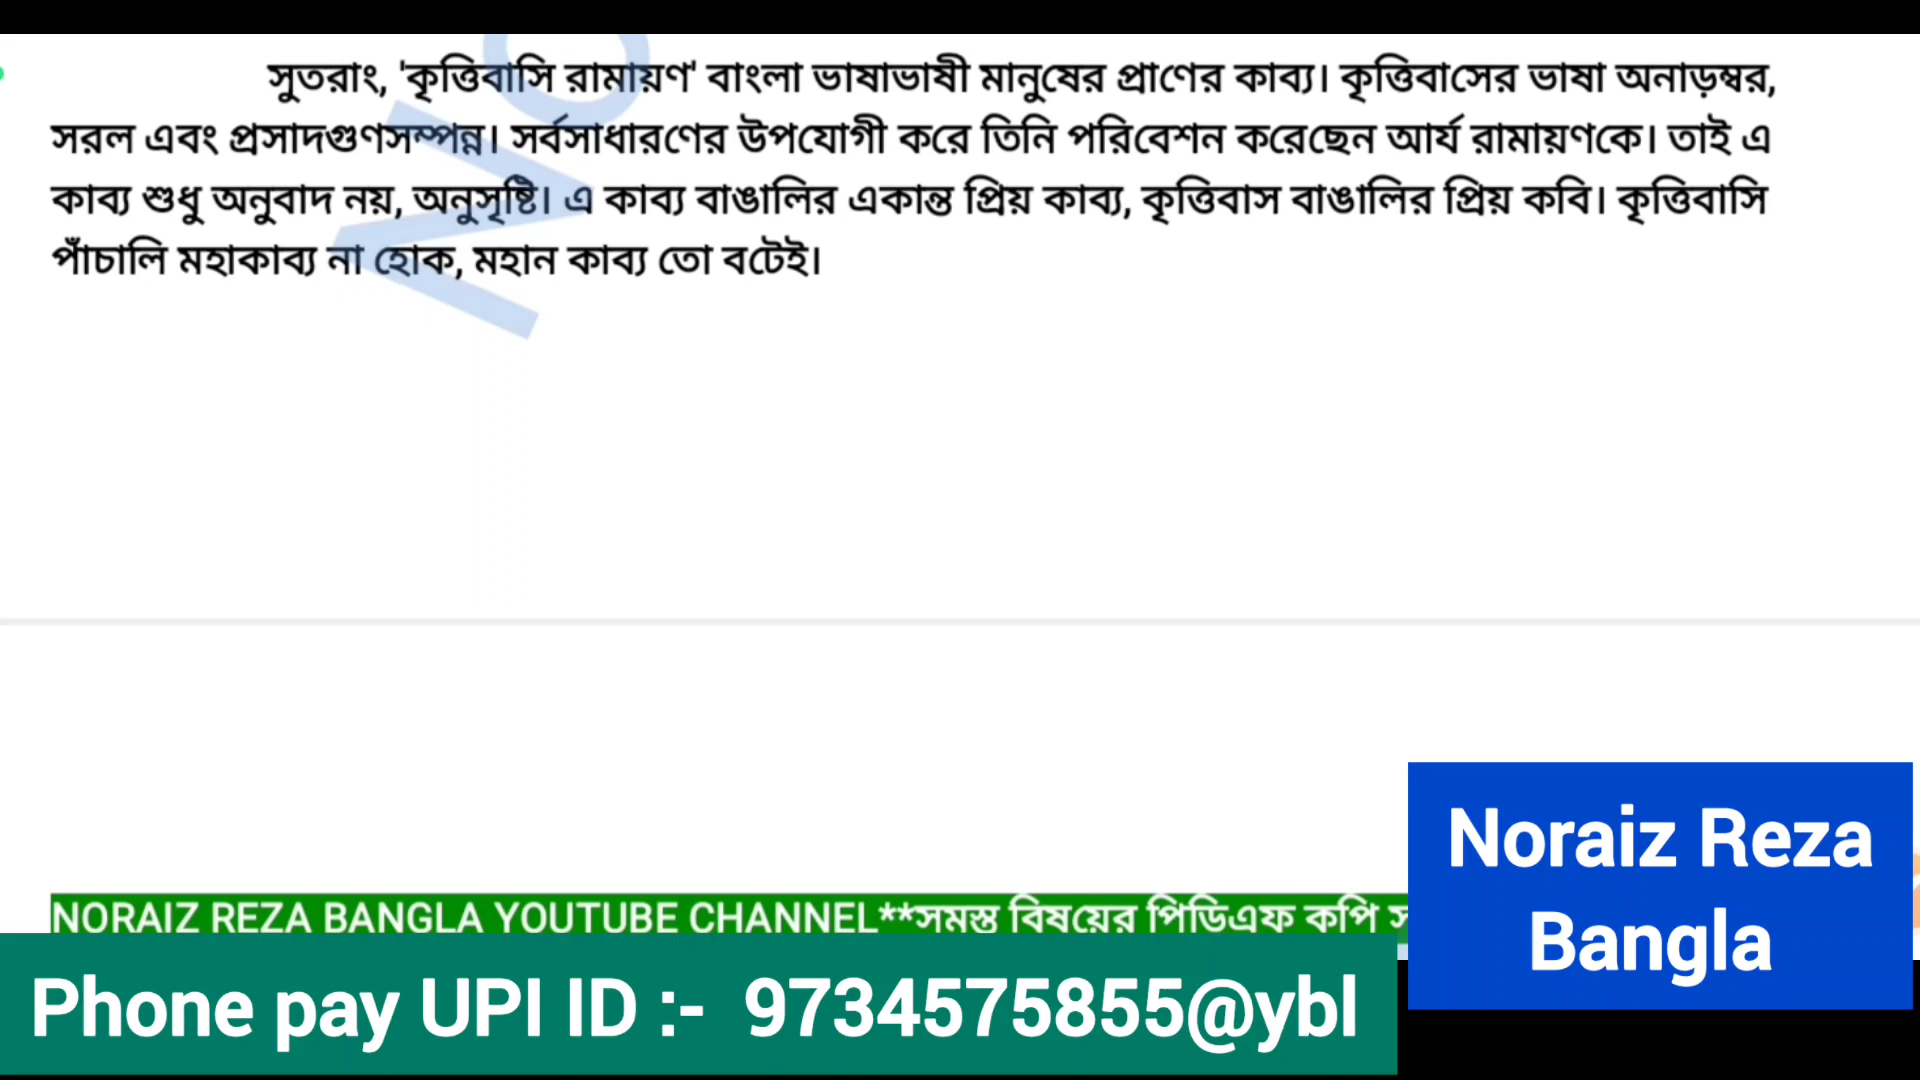 সুতরাং, 'কৃত্তিবাসি রামায়ণ' বাংলা ভাষাভাষী মানুষের প্রাণের কাব্য। কৃত্তিবাসের ভাষা অনাড়ম্বর,
সরল এবং প্রসাদগুণসম্পন্ন। সর্বসাধারণের উপযোগী করে তিনি পরিবেশন করেছেন আর্য রামায়ণকে। তাই এ
কাব্য শুধু অনুবাদ নয়, অনুসৃষ্টি। এ কাব্য বাঙালির একান্ত প্রিয় কাব্য, কৃত্তিবাস বাঙালির প্রিয় কবি। কৃত্তিবাসি
পাঁচালি মহাকাব্য না হোক, মহান কাব্য তো বটেই।
NORAIZ REZA BANGLA YOUTUBE CHANNEL**সমস্ত বিষয়ের পিডিএফ কপি
Noraiz Reza
Bangla
Phone pay UPI ID :- 9734575855@ybl